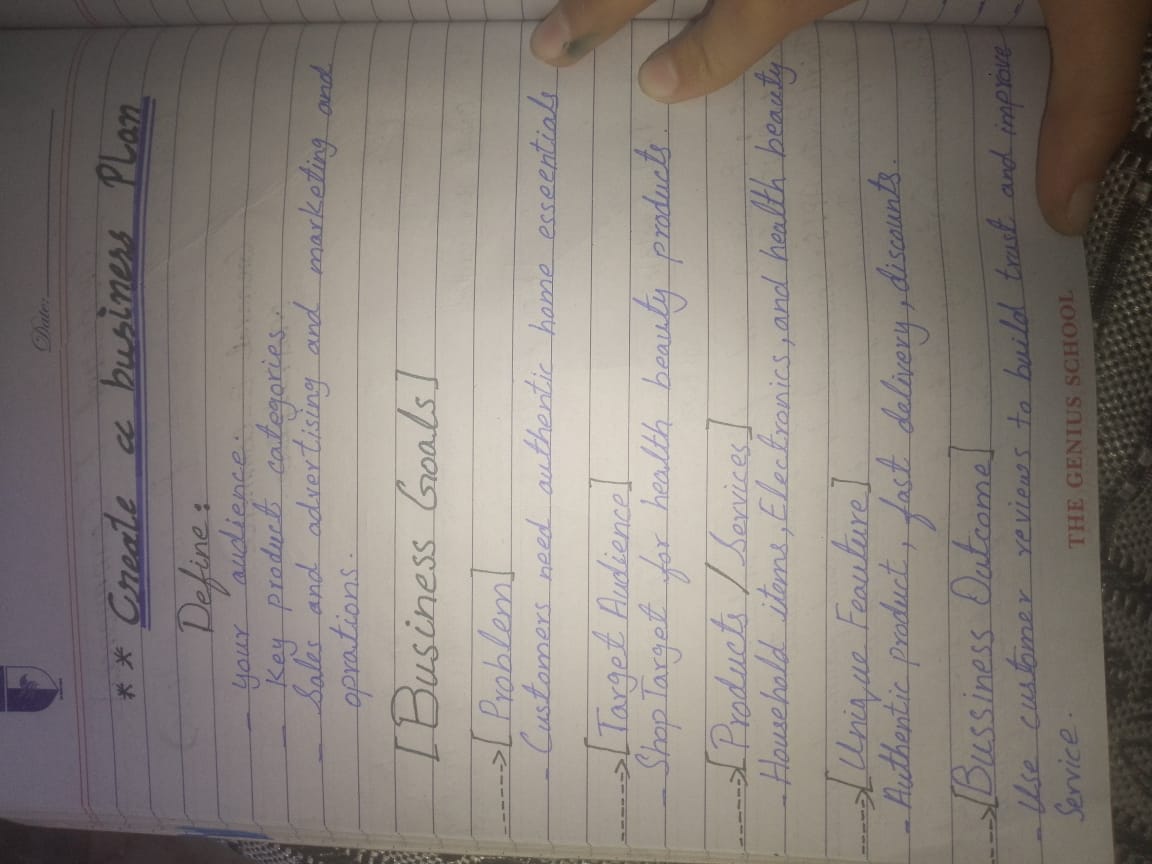 Date:
** Create a business Plan
Define:
- your audience.
- Key product categories.
- Sales and advertising and marketing and
oprations.
[Business Goals]
----->[Problem]
- Customers need authentic home esseentials
----->[Target Audience]
- Shop Target for health beauty products.
----->[Products / Services]
- Household items, Electronics, and health beauty
---->[Unique Feauture]
- Authentic product, fast delivery, discounts.
--->[Bussiness Outcome]
- Use customer reviews to build trust and improve
Service.
THE GENIUS SCHOOL